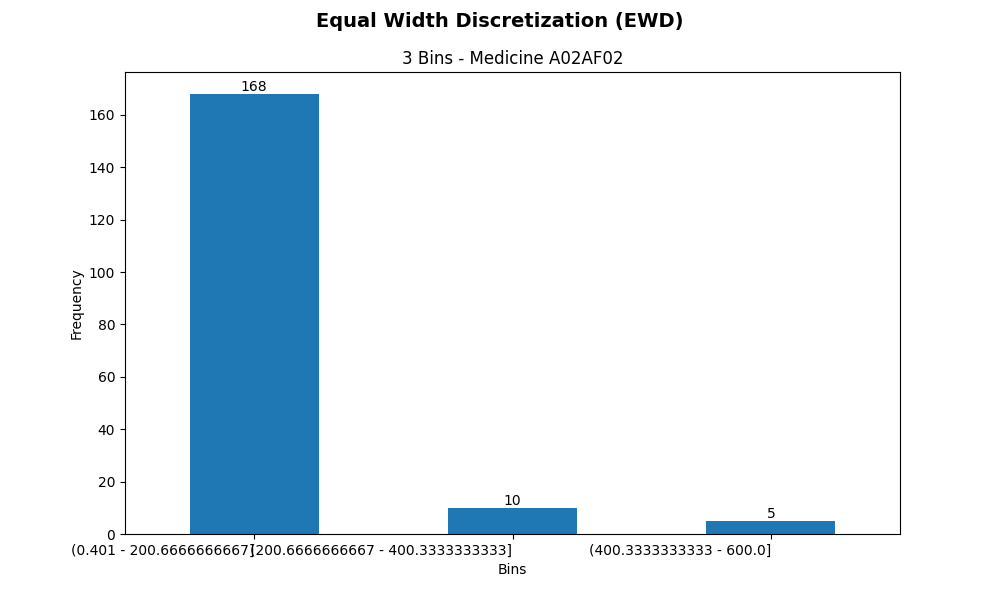 Equal Width Discretization (EWD)
3 Bins - Medicine A02AF02
168
10
5
160
140
120
100
80
60
40
20
0
Frequency
(0.401 - 200.6666666667]
(200.6666666667 - 400.3333333333]
(400.3333333333 - 600.0]
Bins